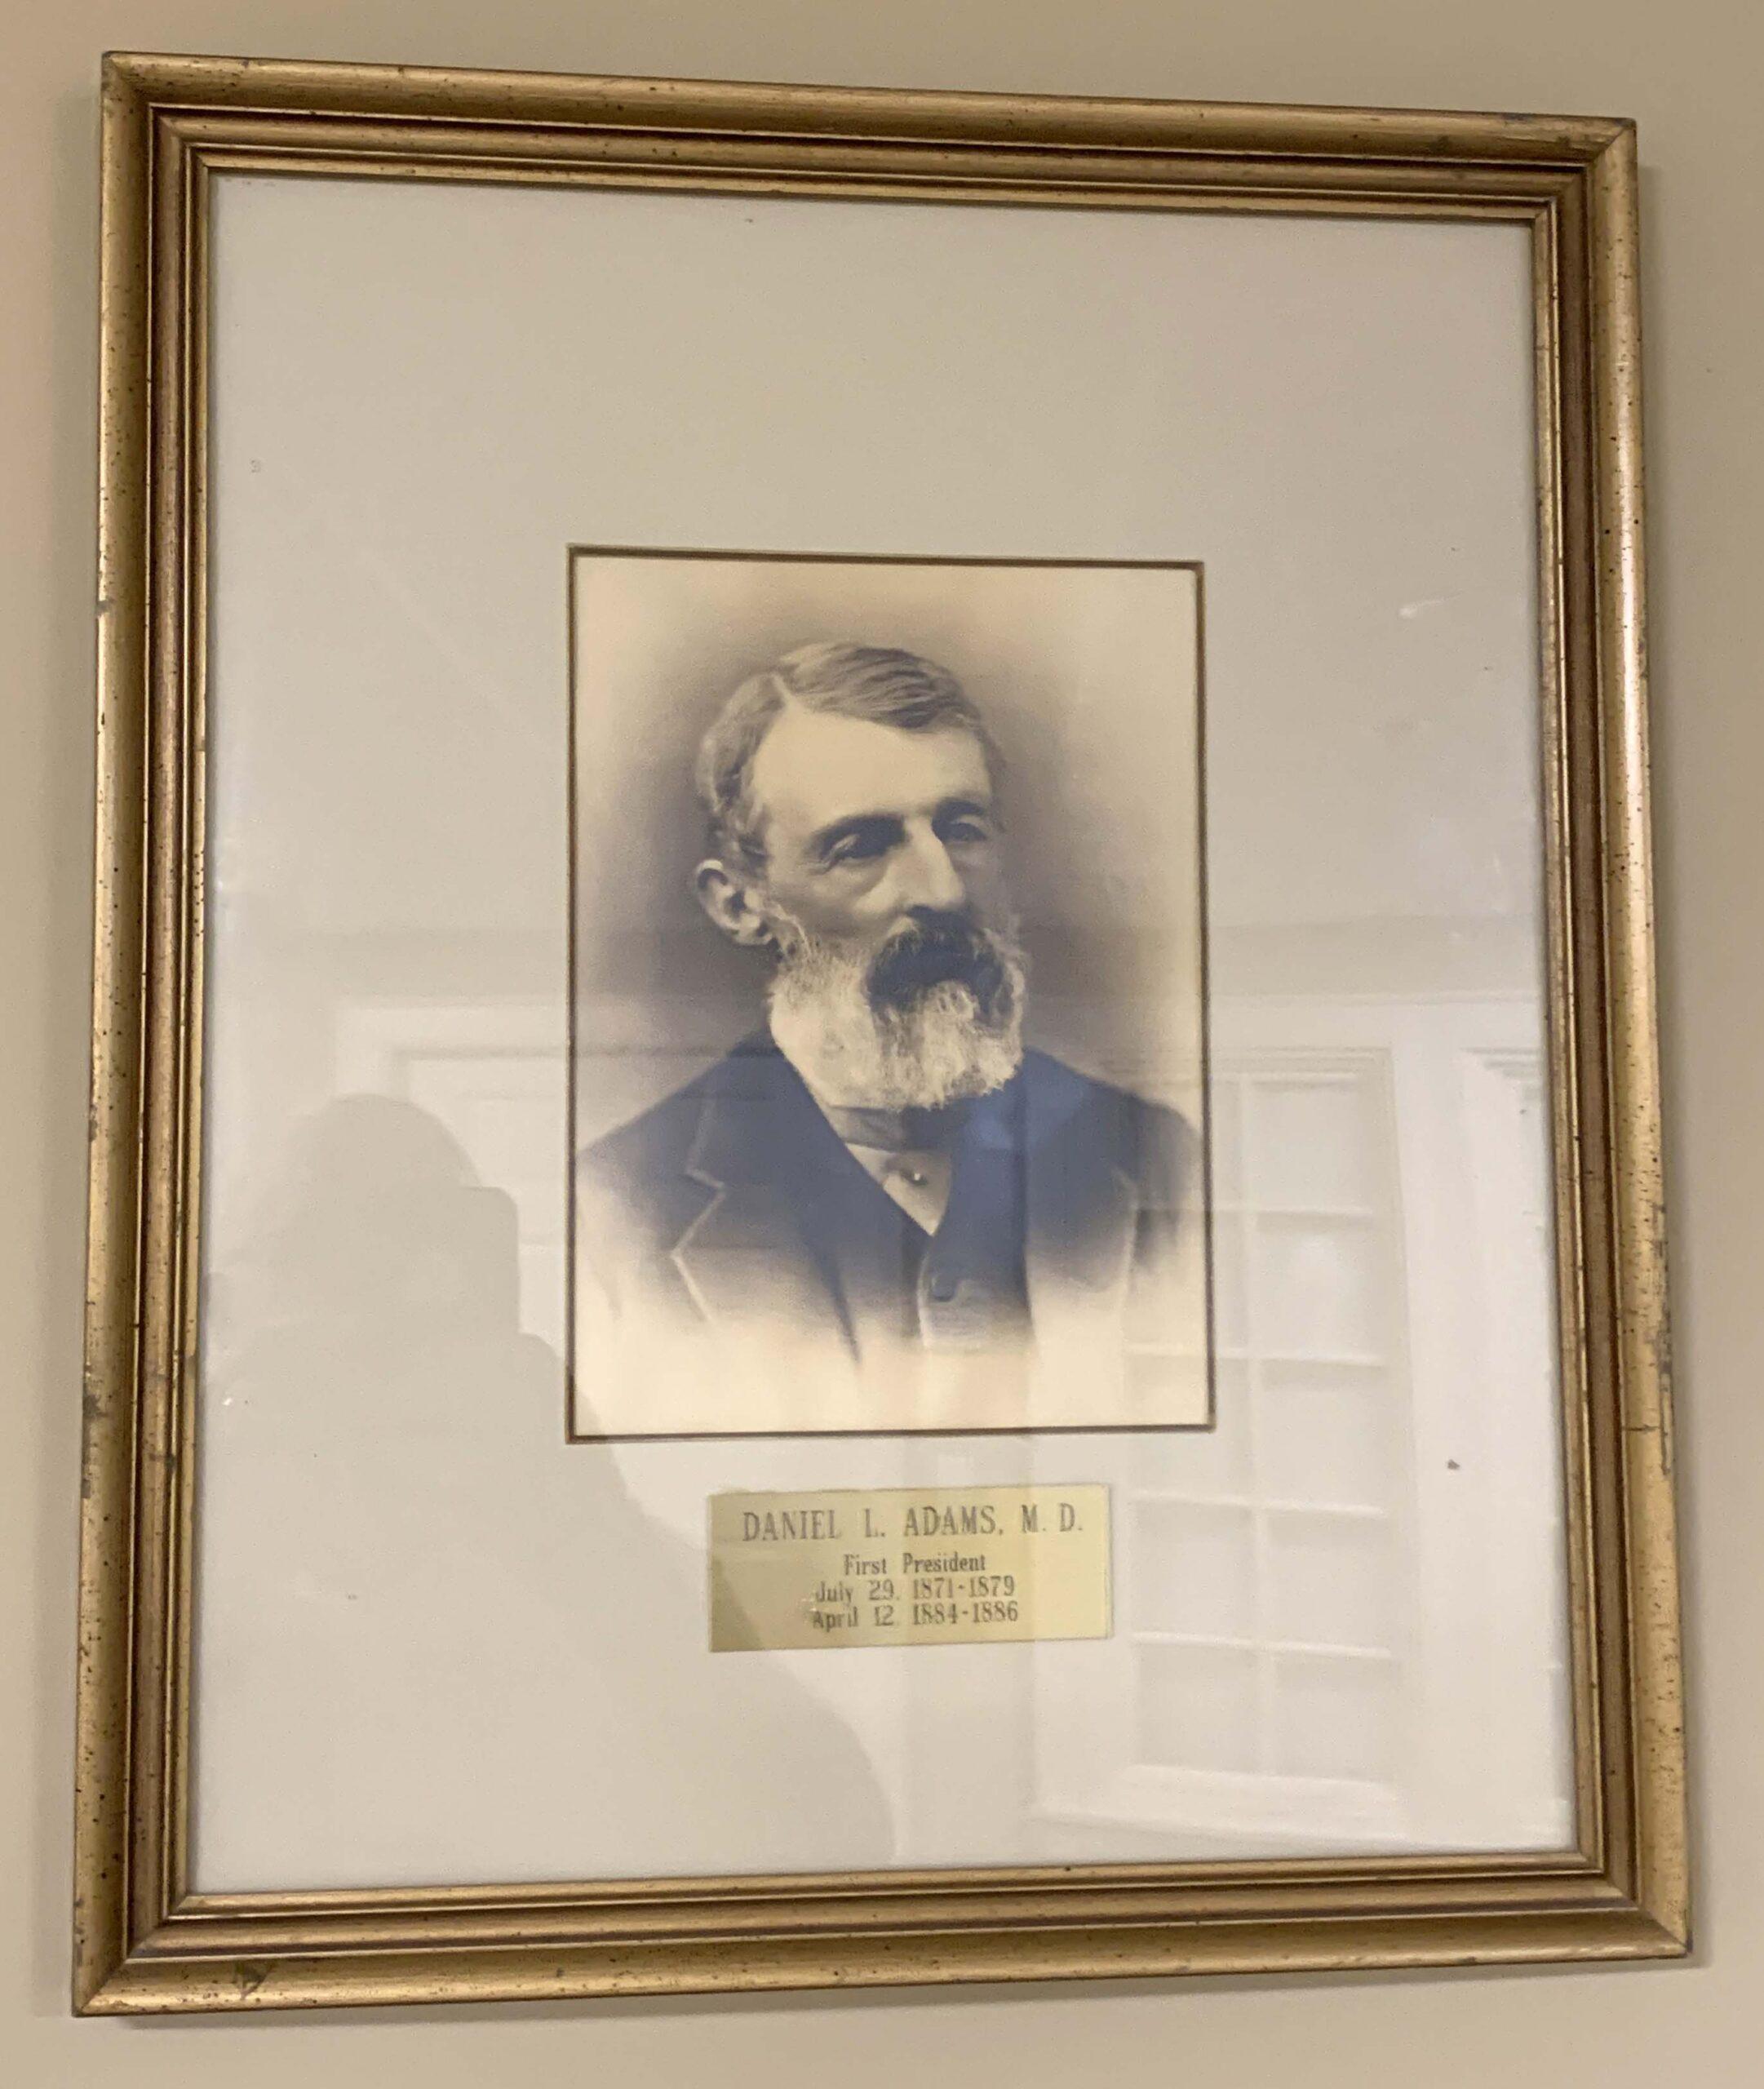 DANIEL L. ADAMS, M. D.
First President
July 29, 1871-1879
April 12, 1884-1886